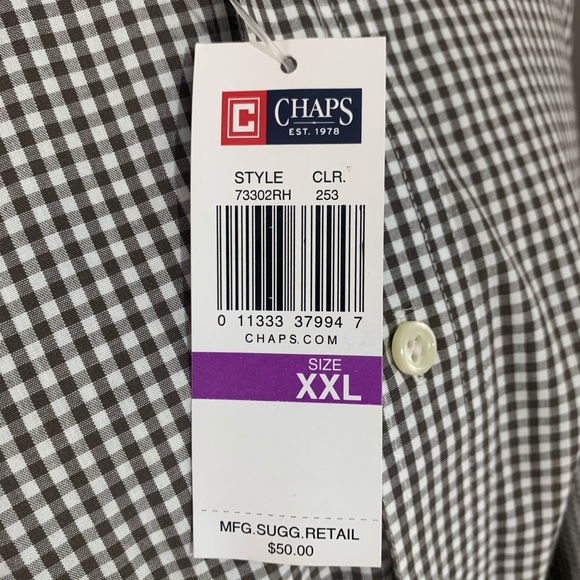 C CHAPS
EST. 1978
STYLE CLR.
73302RH 253
0 11333 37994 7
CHAPS.COM
SIZE
XXL
MFG.SUGG.RETAIL
$50.00